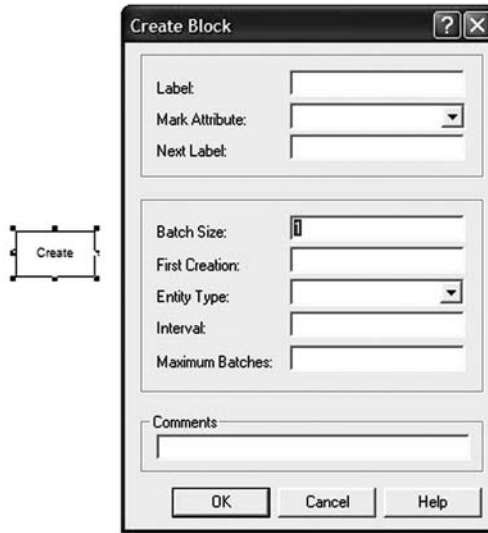 Create Block
Label:
Mark Attribute:
Next Label:
Create
Batch Size: 1
First Creation:
Entity Type:
Interval:
Maximum Batches:
Comments
OK Cancel Help